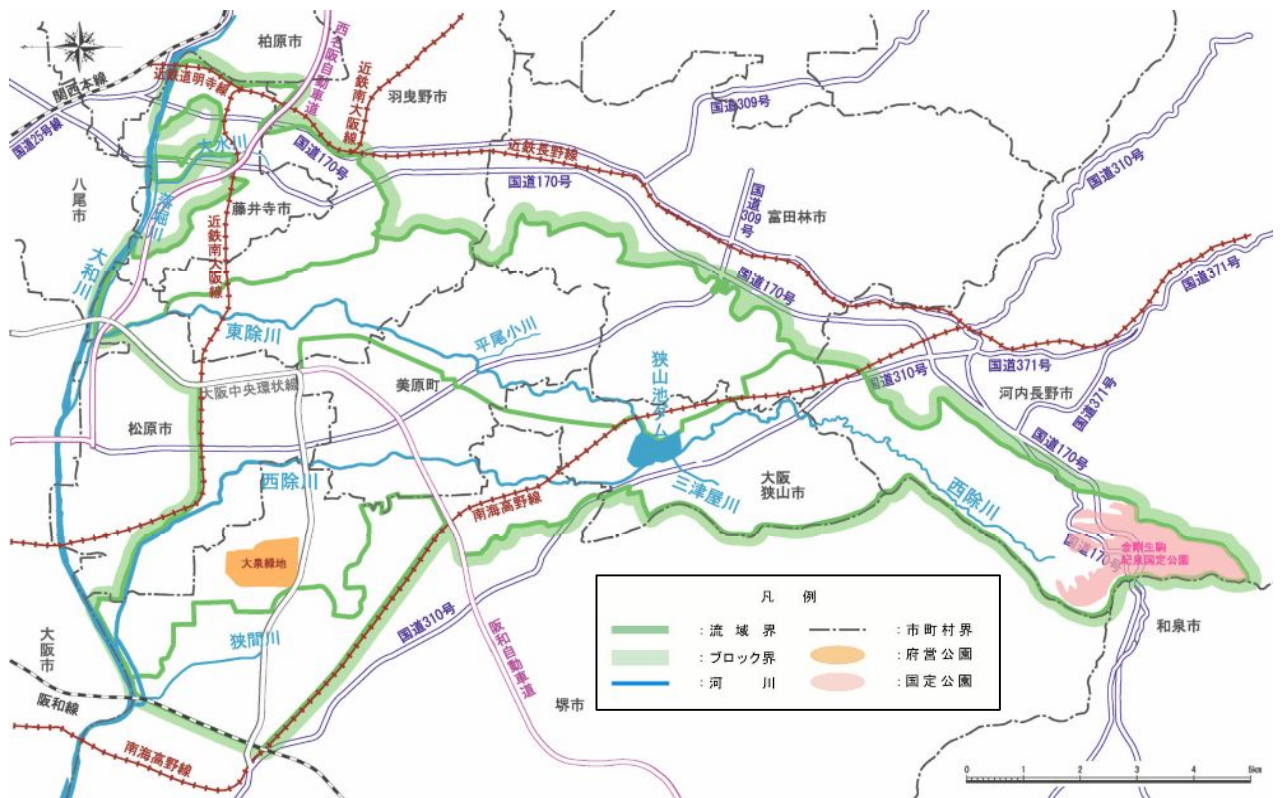 柏原市
西名阪自動車道
関西本線
近鉄道明寺線
近鉄南大阪線
羽曳野市
国道309号
国道25号線
大水川
国道170号
近鉄長野線
国道310号
八尾市
落堀川
藤井寺市
国道170号
国道309号
富田林市
大和川
近鉄南大阪線
国道170号
国道371号
東除川
平尾小川
狭山池ダム
大阪中央環状線
美原町
国道310号
国道371号
河内長野市
国道371号
松原市
国道170号
西除川
三津屋川
大阪狭山市
西除川
南海高野線
大泉緑地
国道170号
金剛生駒
紀泉国定公園
凡 例
:流域界
:市町村界
:ブロック界
:府営公園
:河川
:国定公園
狭間川
国道310号
阪和自動車道
和泉市
大阪市
阪和線
堺市
南海高野線
0 1 2 3 4 5km